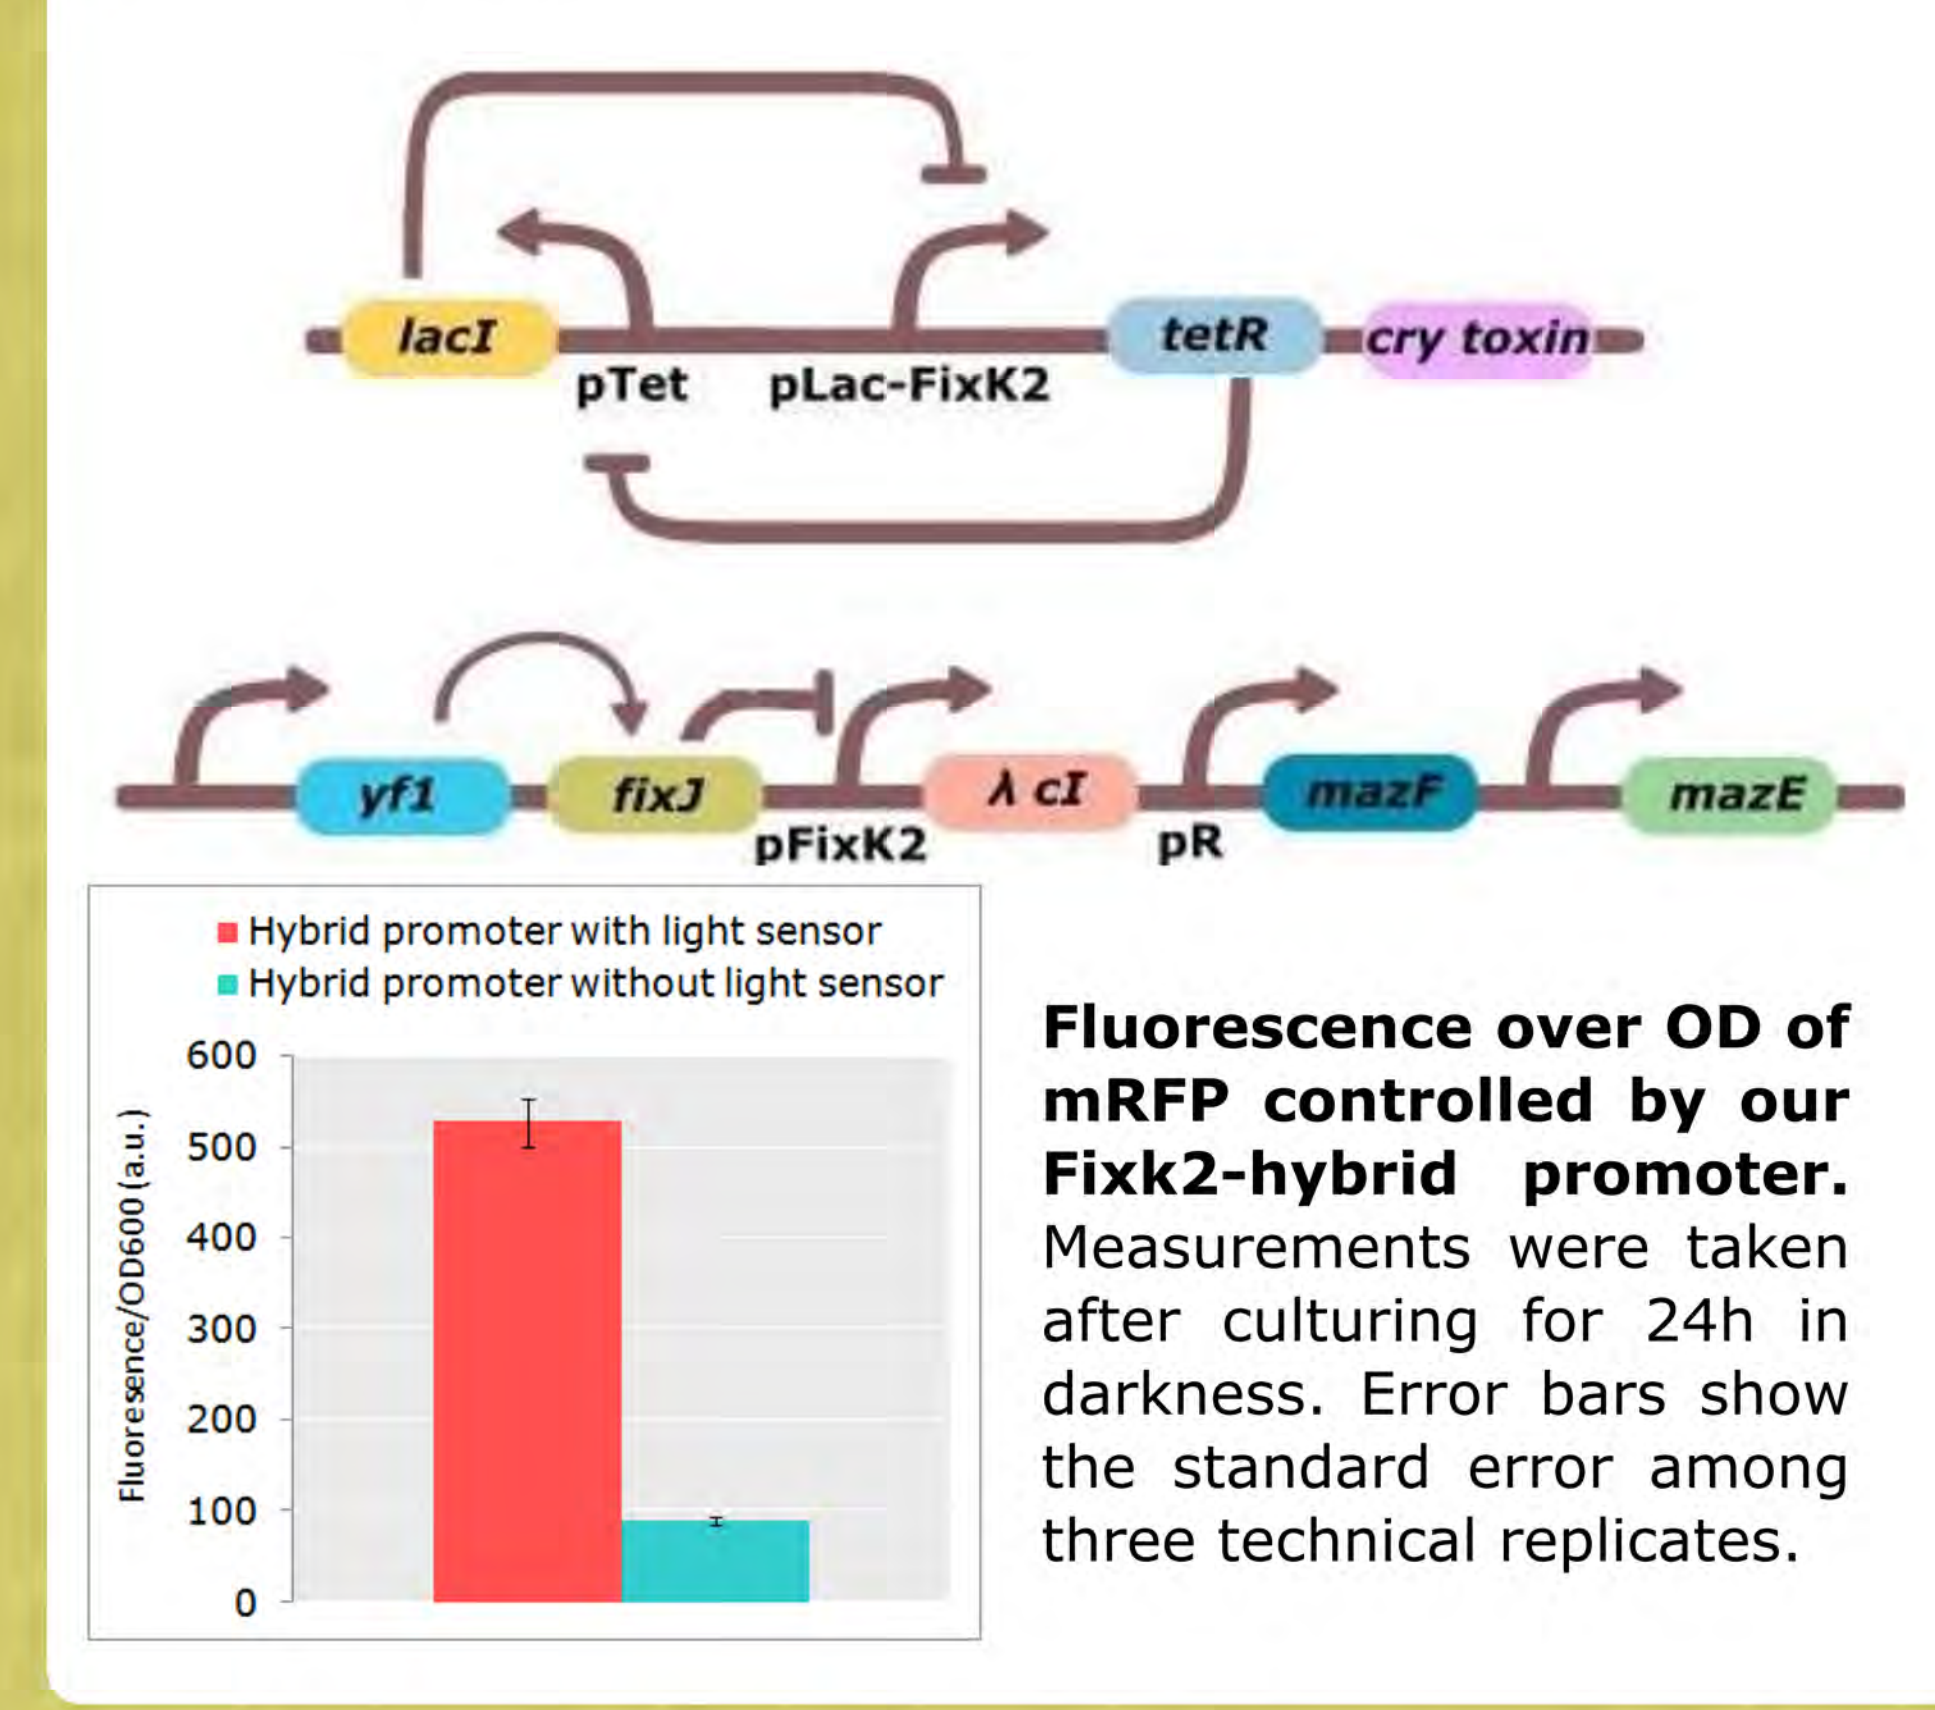 lacI
tetR
cry toxin
pTet
pLac-FixK2
yf1
fixJ
λ cI
mazF
mazE
pFixK2
pR
Hybrid promoter with light sensor
Hybrid promoter without light sensor
Fluoresence/OD600 (a.u.)
600
500
400
300
200
100
0
Fluorescence over OD of
mRFP controlled by our
Fixk2-hybrid promoter.
Measurements were taken
after culturing for 24h in
darkness. Error bars show
the standard error among
three technical replicates.